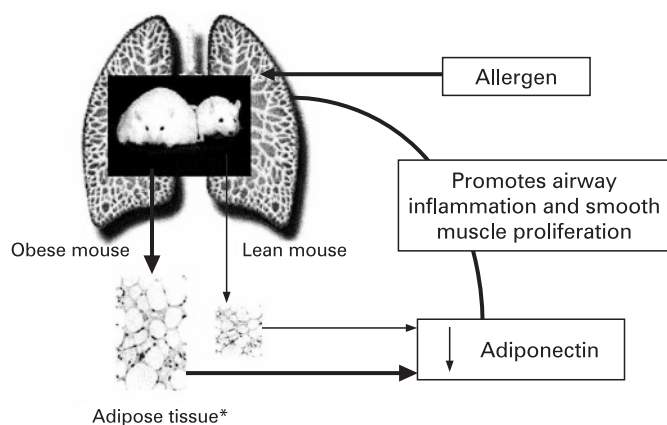 Allergen
Promotes airway
inflammation and smooth
muscle proliferation
Obese mouse
Lean mouse
↓ Adiponectin
Adipose tissue*